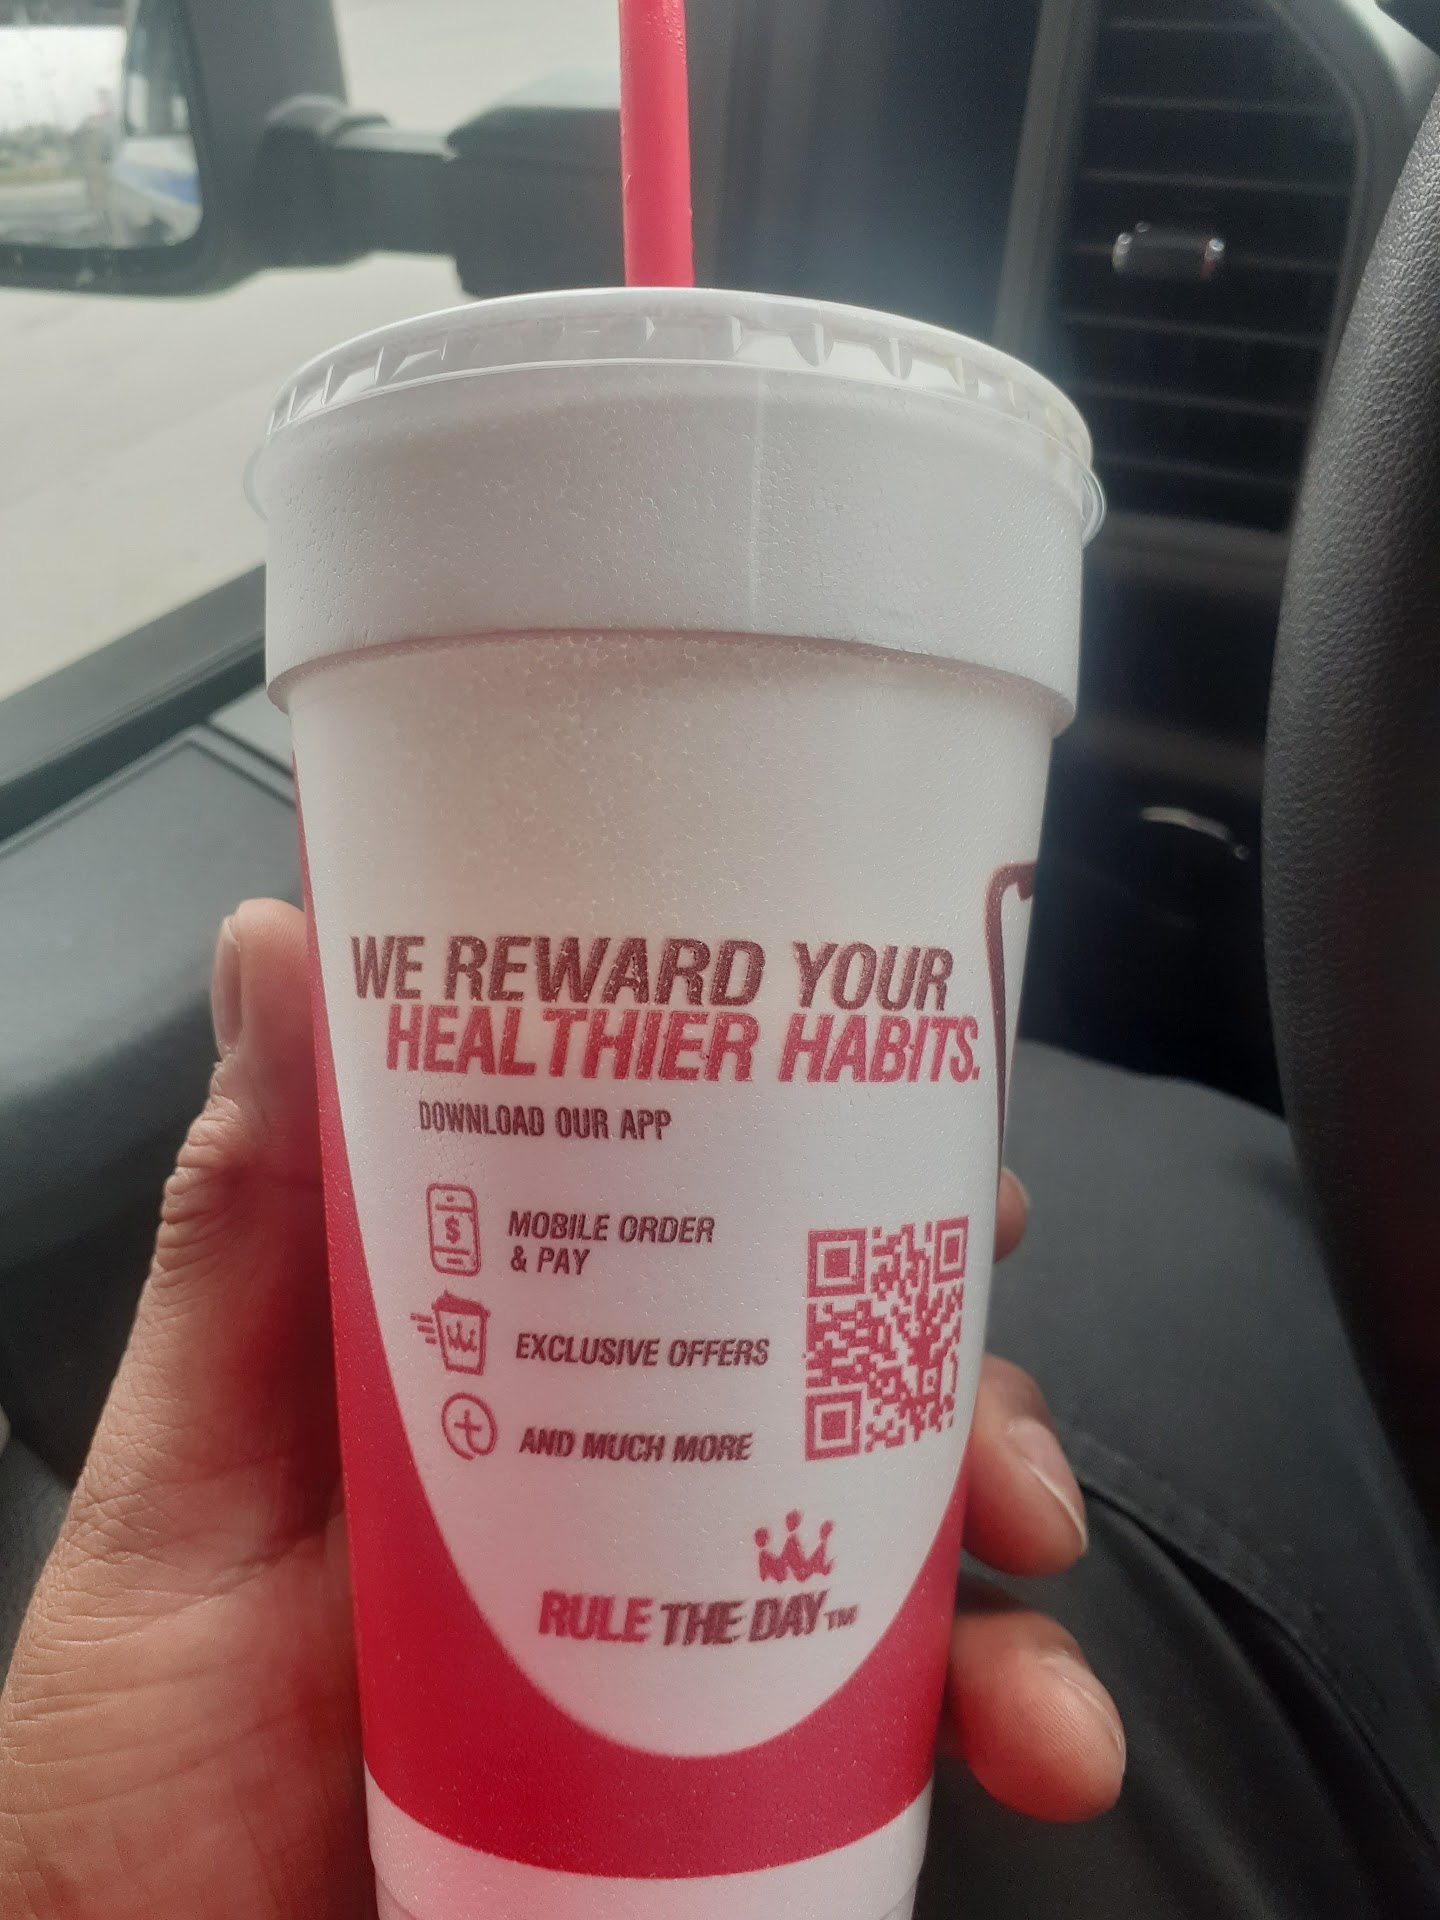 WE REWARD YOUR
HEALTHIER HABITS.
DOWNLOAD OUR APP
$ MOBILE ORDER
& PAY
EXCLUSIVE OFFERS
+ AND MUCH MORE
RULE THE DAY™